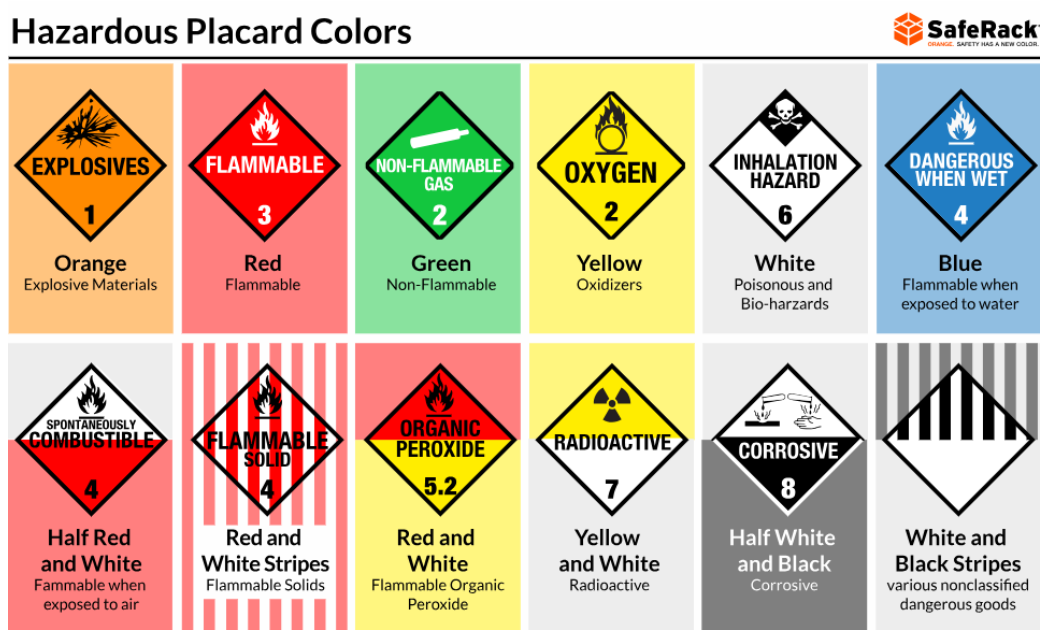 Hazardous Placard Colors
SafeRack
ORANGE. SAFETY HAS A NEW COLOR.
EXPLOSIVES
1
Orange
Explosive Materials
FLAMMABLE
3
Red
Flammable
NON-FLAMMABLE
GAS
2
Green
Non-Flammable
OXYGEN
2
Yellow
Oxidizers
INHALATION
HAZARD
6
White
Poisonous and
Bio-harzards
DANGEROUS
WHEN WET
4
Blue
Flammable when
exposed to water
SPONTANEOUSLY
COMBUSTIBLE
4
Half Red
and White
Fammable when
exposed to air
FLAMMABLE
SOLID
4
Red and
White Stripes
Flammable Solids
ORGANIC
PEROXIDE
5.2
Red and
White
Flammable Organic
Peroxide
RADIOACTIVE
7
Yellow
and White
Radioactive
CORROSIVE
8
Half White
and Black
Corrosive
White and
Black Stripes
various nonclassified
dangerous goods